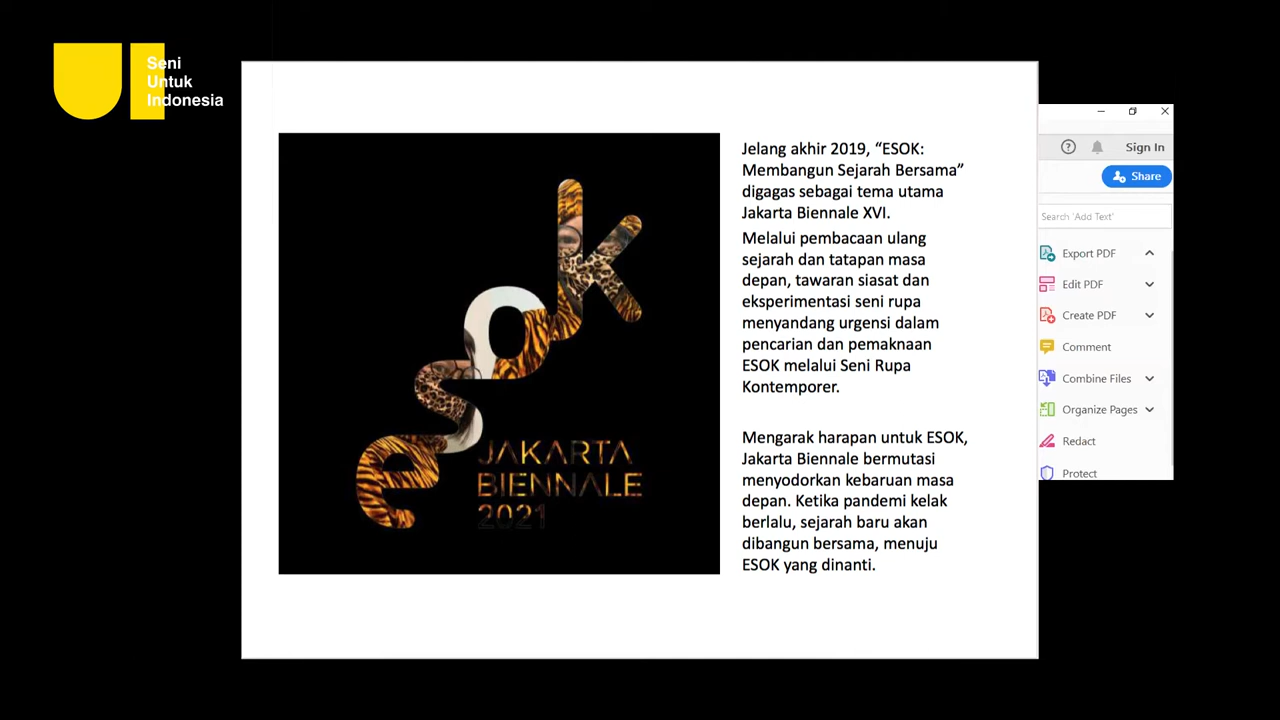 Seni
Untuk
Indonesia
esok
JAKARTA
BIENNALE
2021
Jelang akhir 2019, “ESOK:
Membangun Sejarah Bersama”
digagas sebagai tema utama
Jakarta Biennale XVI.
Melalui pembacaan ulang
sejarah dan tatapan masa
depan, tawaran siasat dan
eksperimentasi seni rupa
menyandang urgensi dalam
pencarian dan pemaknaan
ESOK melalui Seni Rupa
Kontemporer.
Mengarak harapan untuk ESOK,
Jakarta Biennale bermutasi
menyodorkan kebaruan masa
depan. Ketika pandemi kelak
berlalu, sejarah baru akan
dibangun bersama, menuju
ESOK yang dinanti.
Sign In
Share
Search 'Add Text'
Export PDF
Edit PDF
Create PDF
Comment
Combine Files
Organize Pages
Redact
Protect